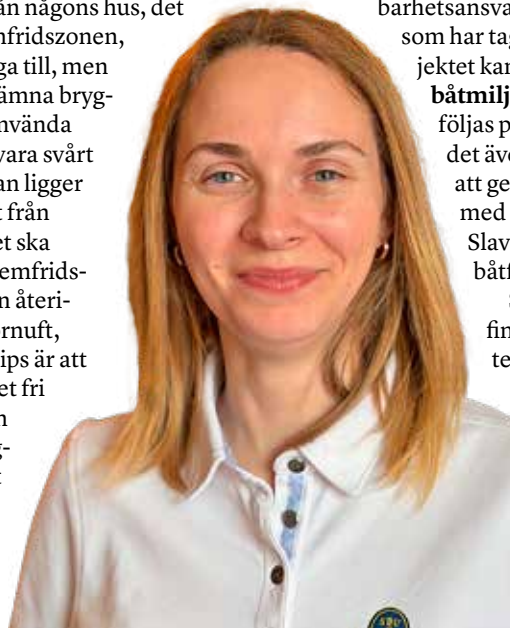 ån någons hus, det
nfridszonen,
ga till, men
ämna bryg-
nvända
vara svårt
an ligger
t från
et ska
emfrids-
n återi-
rnuft,
ips är att
et fri
n
g-
t
barhetsansva
som har tag
jektet kan
båtmilj
följas p
det äve
att ge
med
Slav
båtf
fin
te
SBU